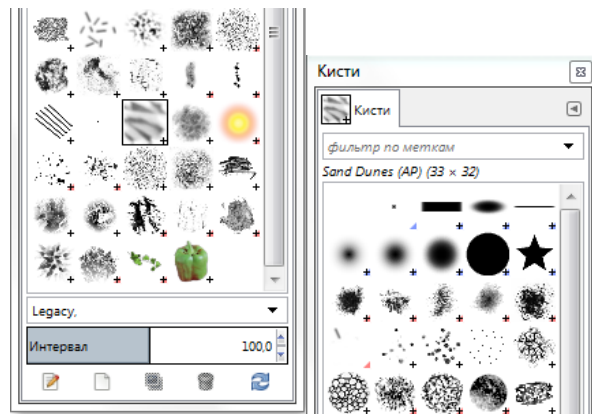 Legacy,
Интервал 100,0
Кисти
Кисти
фильтр по меткам
Sand Dunes (AP) (33 × 32)